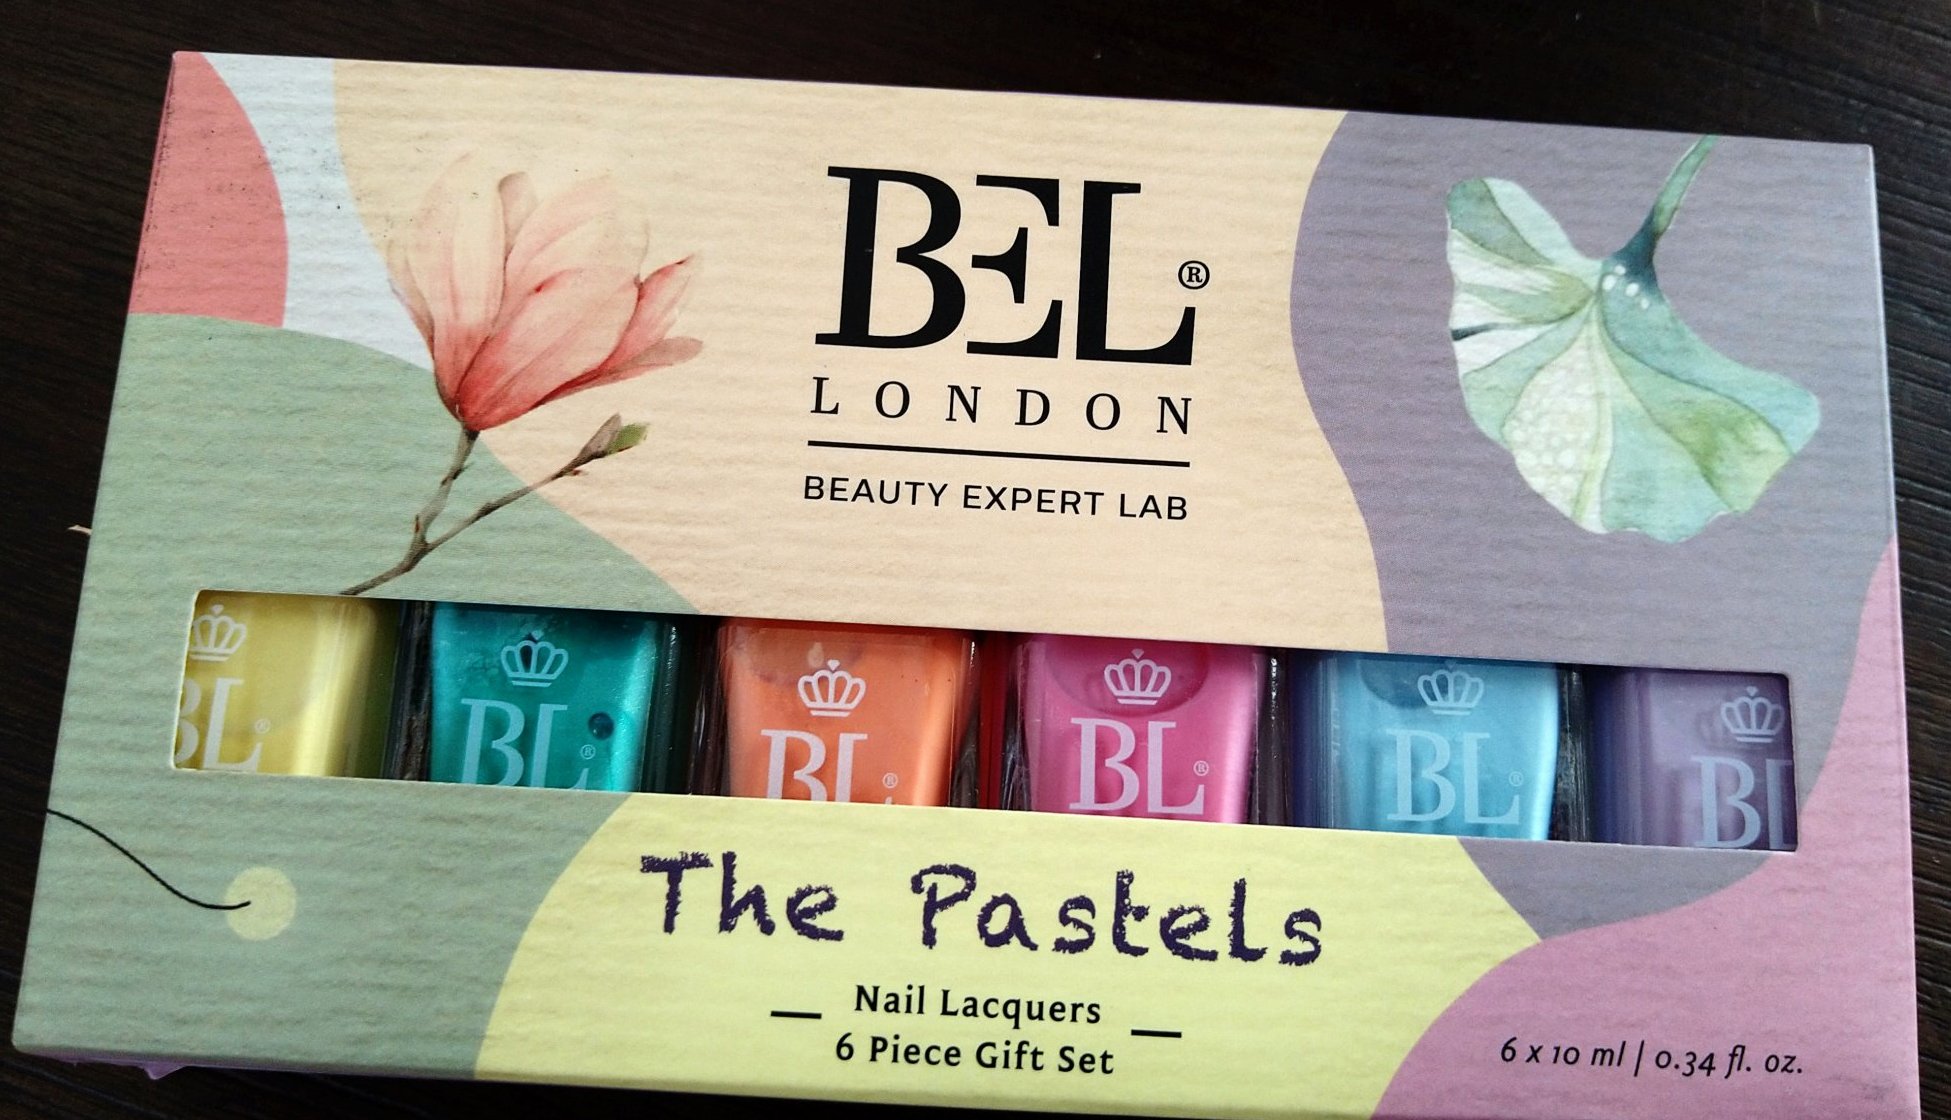 BEL®
LONDON
BEAUTY EXPERT LAB
BL®
BL®
BL®
BL®
BL®
BL
The Pastels
Nail Lacquers
6 Piece Gift Set
6 x 10 ml | 0.34 fl. oz.